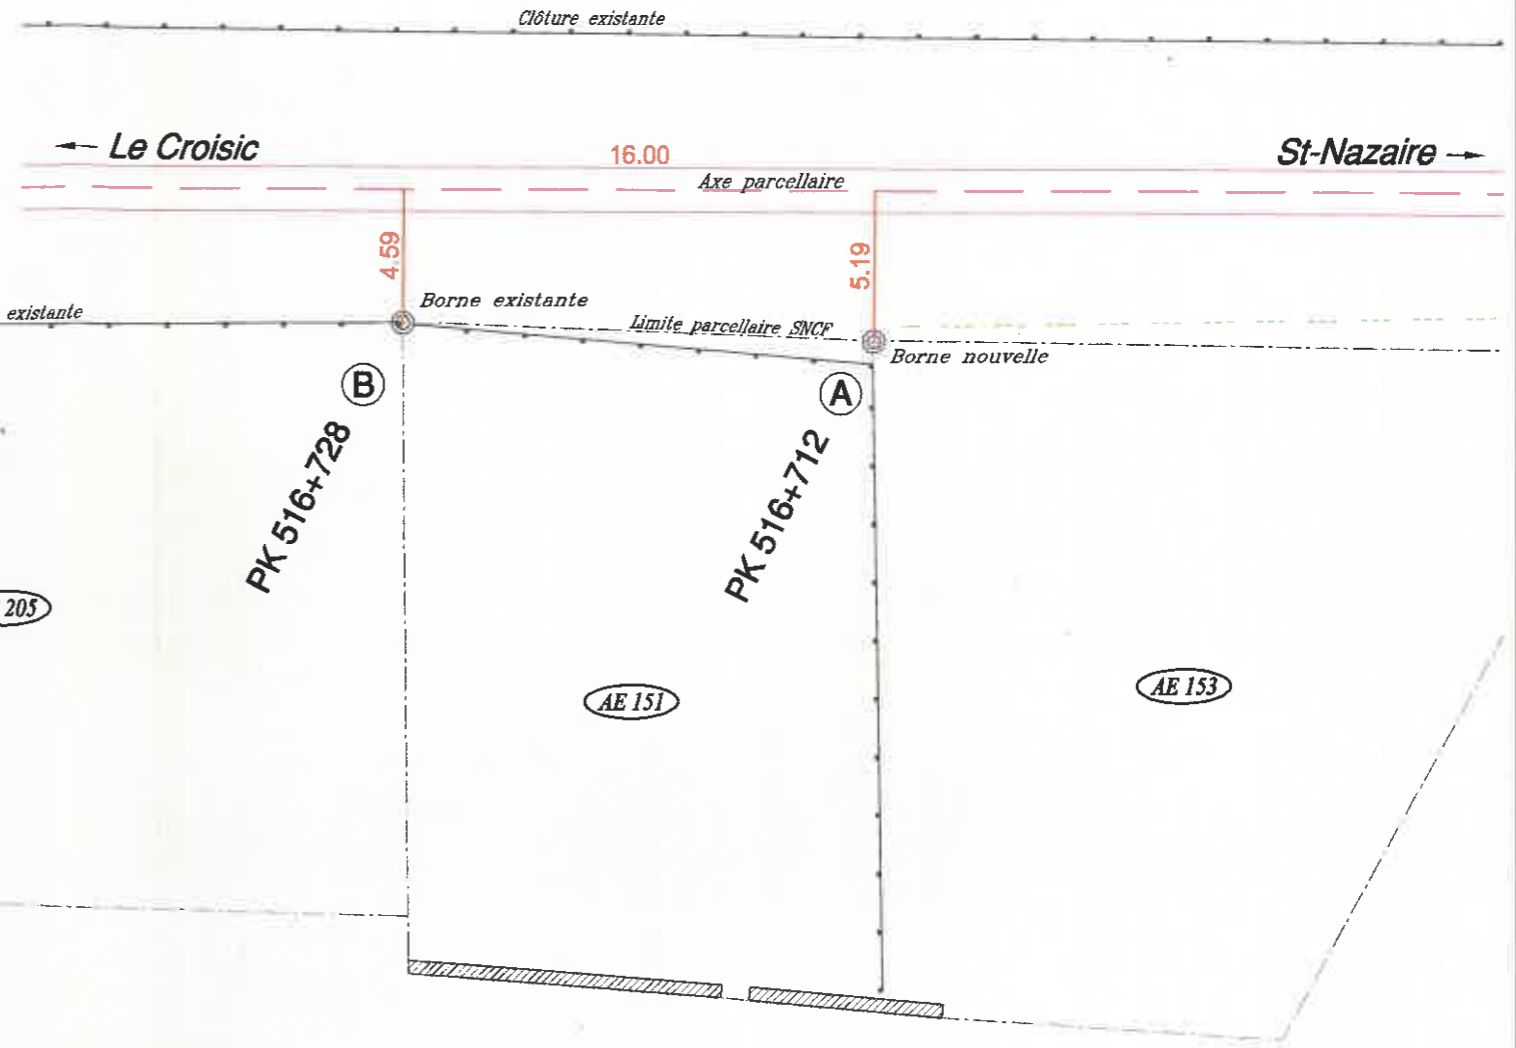 Clôture existante
Le Croisic
16.00
St-Nazaire
Axe parcellaire
4.59
5.19
existante
Borne existante
Limite parcellaire SNCF
Borne nouvelle
B
A
PK 516+728
PK 516+712
205
AE 151
AE 153